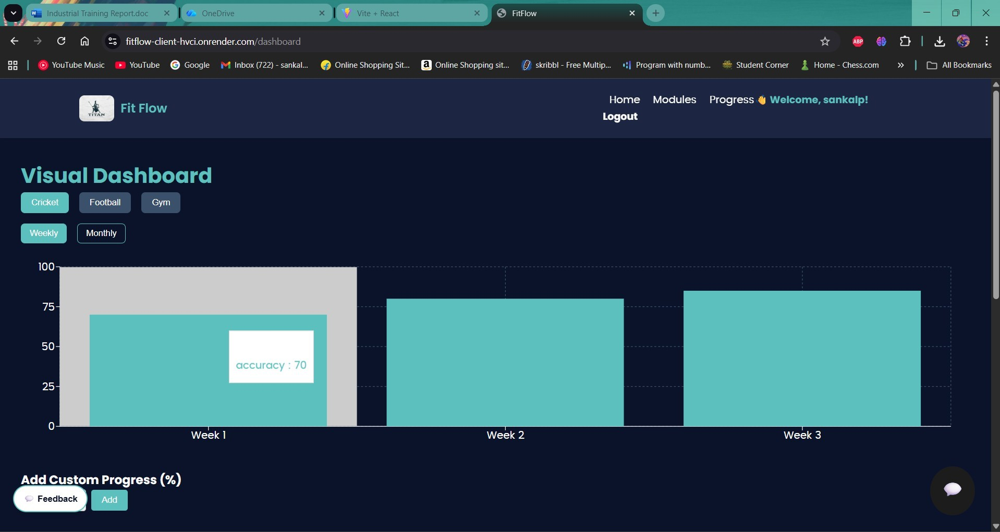 Industrial Training Report.doc
OneDrive
Vite + React
FitFlow
fitflow-client-hvci.onrender.com/dashboard
ABP
YouTube Music
YouTube
Google
Inbox (722) - sankal...
Online Shopping Sit...
Online Shopping sit...
skribbl - Free Multip...
Program with numb...
Student Corner
Home - Chess.com
All Bookmarks
TITAN
Fit Flow
Home Modules Progress 👋 Welcome, sankalp!
Logout
Visual Dashboard
Cricket Football Gym
Weekly Monthly
100
75
50
25
0
accuracy : 70
Week 1 Week 2 Week 3
Add Custom Progress (%)
Feedback Add